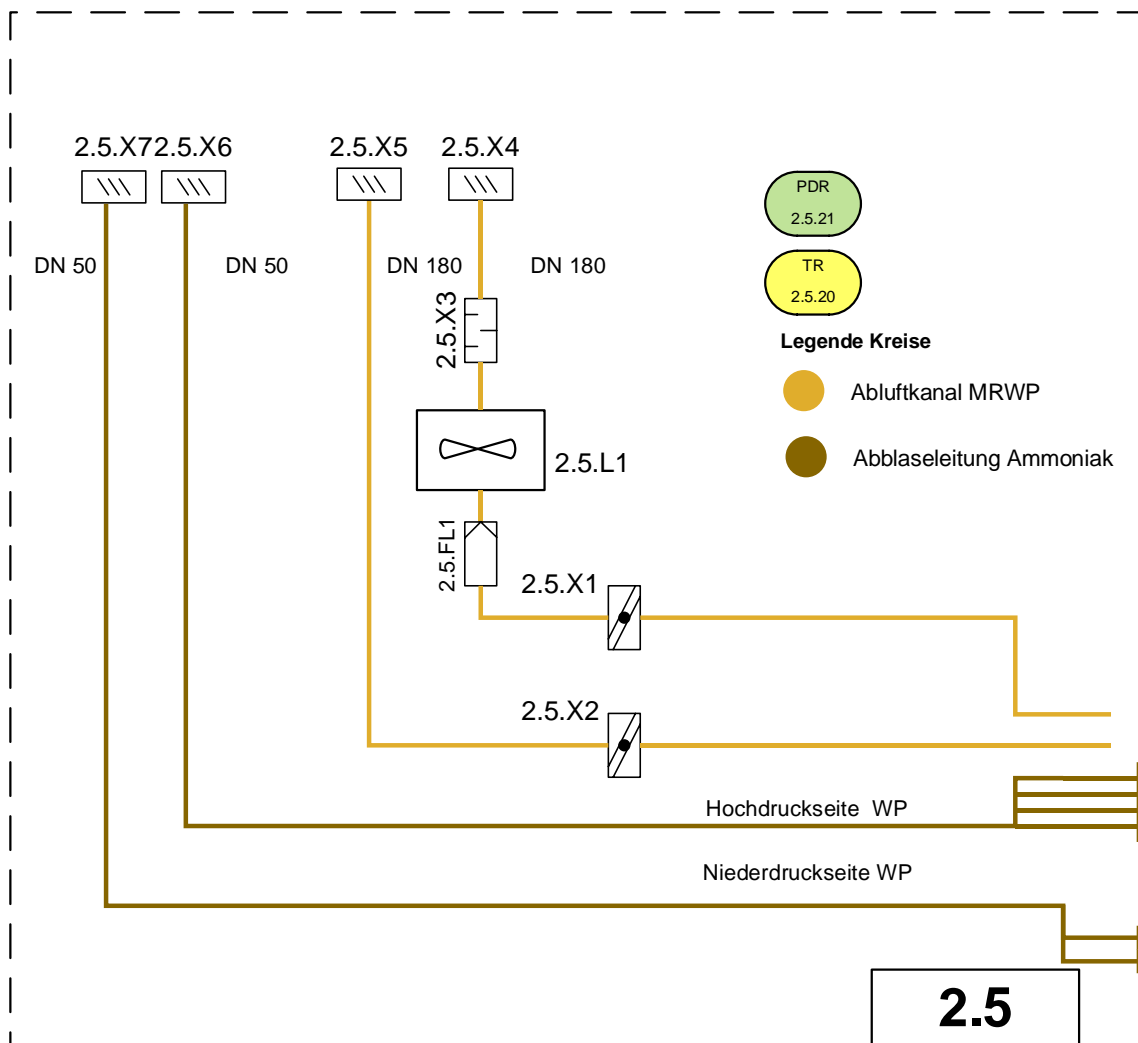 2.5.X7
2.5.X6
2.5.X5
2.5.X4
DN 50
DN 50
DN 180
DN 180
PDR
2.5.21
TR
2.5.20
2.5.X3
Legende Kreise
Abluftkanal MRWP
Abblaseleitung Ammoniak
2.5.L1
2.5.FL1
2.5.X1
2.5.X2
Hochdruckseite WP
Niederdruckseite WP
2.5